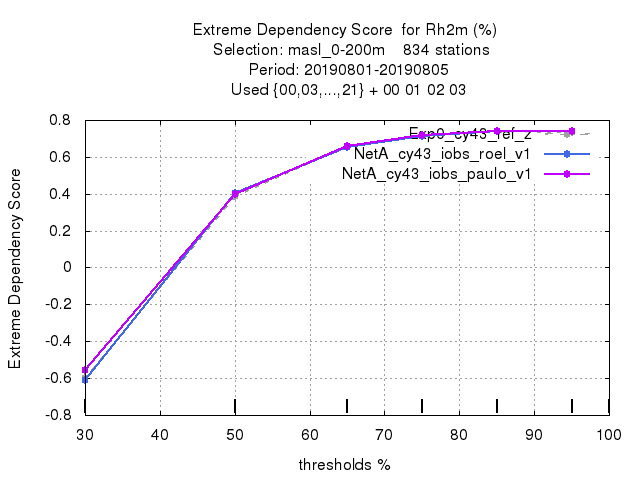 Extreme Dependency Score  for Rh2m (%)
Selection: masl_0-200m    834 stations
Period: 20190801-20190805
Used {00,03,...,21} + 00 01 02 03
Exp0_cy43_ref_z
NetA_cy43_iobs_roel_v1
NetA_cy43_iobs_paulo_v1
Extreme Dependency Score
0.8
0.6
0.4
0.2
0
-0.2
-0.4
-0.6
-0.8
30 40 50 60 70 80 90 100
thresholds %